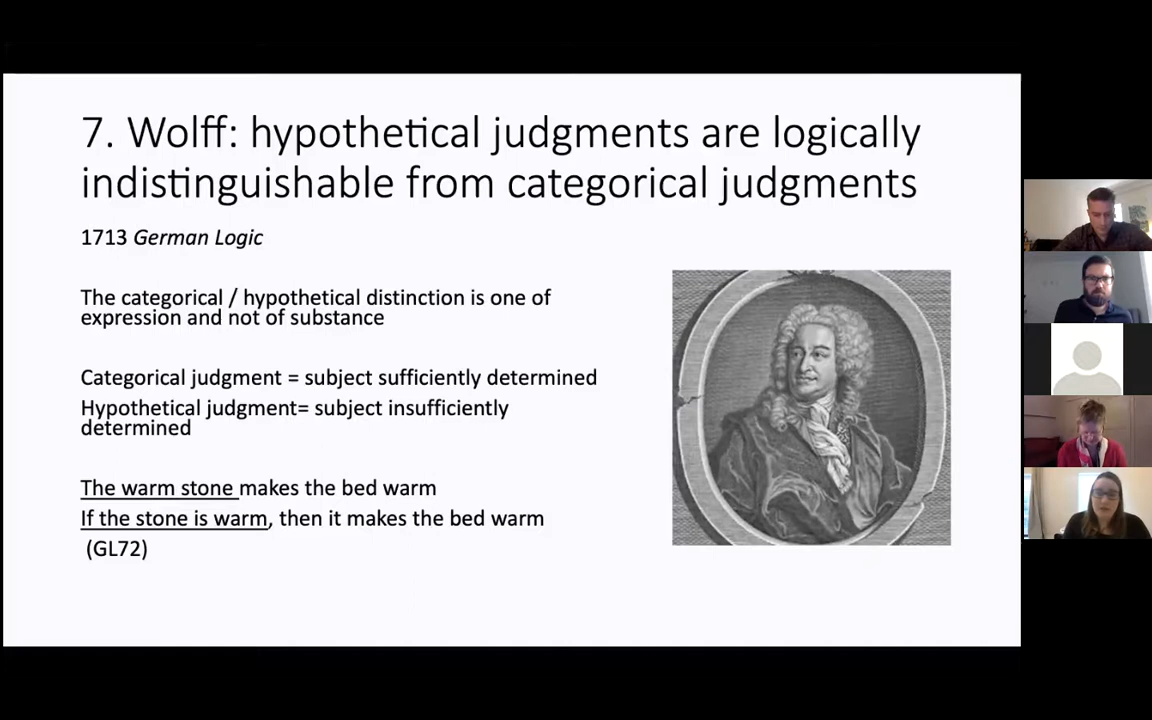 7. Wolff: hypothetical judgments are logically
indistinguishable from categorical judgments
1713 German Logic
The categorical / hypothetical distinction is one of
expression and not of substance
Categorical judgment = subject sufficiently determined
Hypothetical judgment= subject insufficiently
determined
The warm stone makes the bed warm
If the stone is warm, then it makes the bed warm
(GL72)